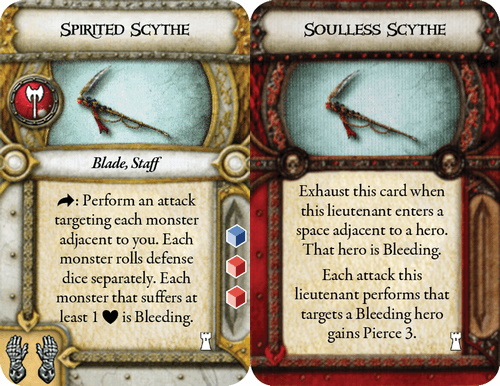 Spirited Scythe
Blade, Staff
: Perform an attack
targeting each monster
adjacent to you. Each
monster rolls defense
dice separately. Each
monster that suffers at
least 1 ♥ is Bleeding.
Soulless Scythe
Exhaust this card when
this lieutenant enters a
space adjacent to a hero.
That hero is Bleeding.
Each attack this
lieutenant performs that
targets a Bleeding hero
gains Pierce 3.